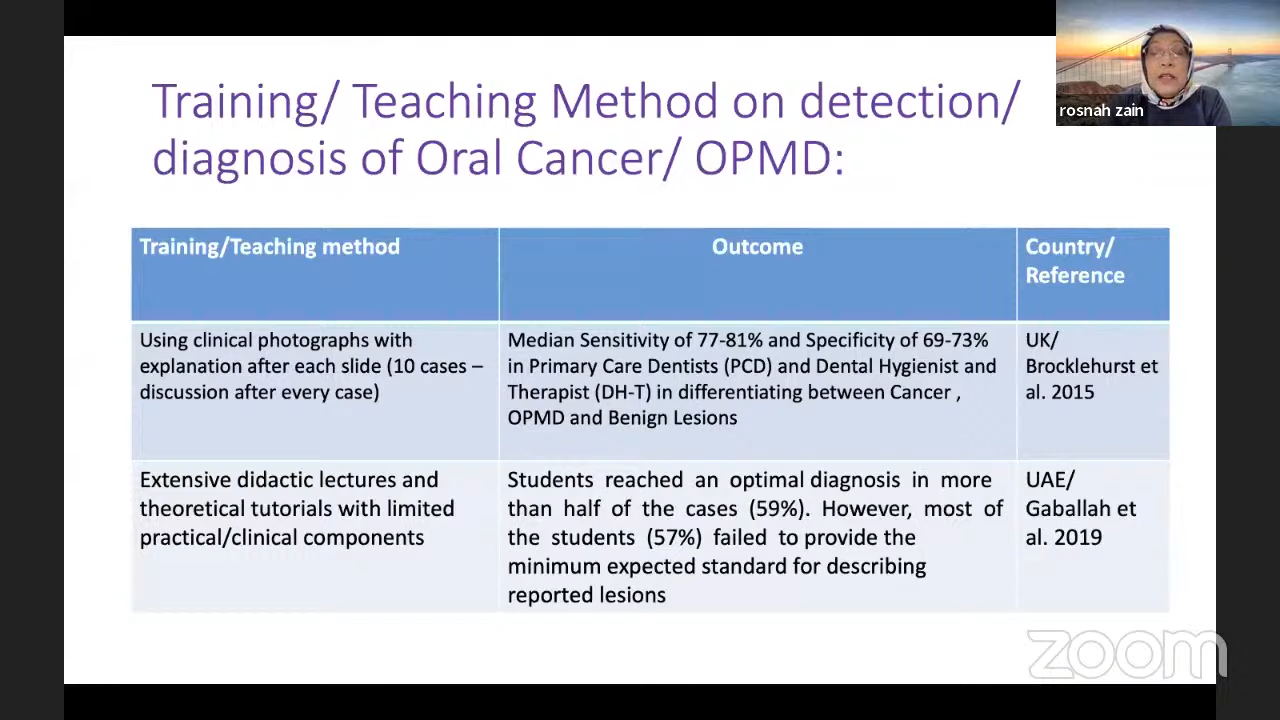 Training/ Teaching Method on detection/
diagnosis of Oral Cancer/ OPMD:
rosnah zain
Training/Teaching method
Outcome
Country/
Reference
Using clinical photographs with
explanation after each slide (10 cases –
discussion after every case)
Median Sensitivity of 77-81% and Specificity of 69-73%
in Primary Care Dentists (PCD) and Dental Hygienist and
Therapist (DH-T) in differentiating between Cancer ,
OPMD and Benign Lesions
UK/
Brocklehurst et
al. 2015
Extensive didactic lectures and
theoretical tutorials with limited
practical/clinical components
Students reached an optimal diagnosis in more
than half of the cases (59%). However, most of
the students (57%) failed to provide the
minimum expected standard for describing
reported lesions
UAE/
Gaballah et
al. 2019
zoom